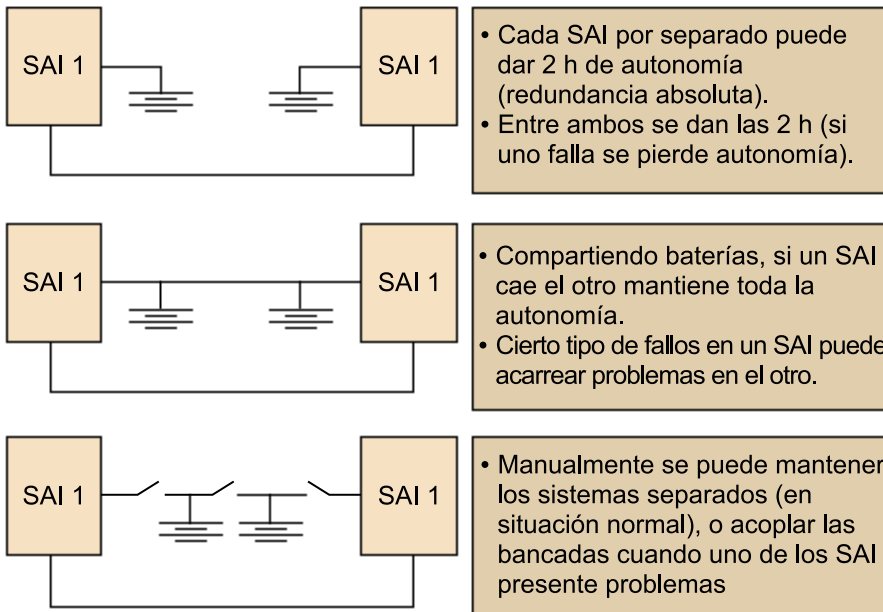 SAI 1
SAI 1
• Cada SAI por separado puede
dar 2 h de autonomía
(redundancia absoluta).
• Entre ambos se dan las 2 h (si
uno falla se pierde autonomía).
SAI 1
SAI 1
• Compartiendo baterías, si un SAI
cae el otro mantiene toda la
autonomía.
• Cierto tipo de fallos en un SAI puede
acarrear problemas en el otro.
SAI 1
SAI 1
• Manualmente se puede mantener
los sistemas separados (en
situación normal), o acoplar las
bancadas cuando uno de los SAI
presente problemas